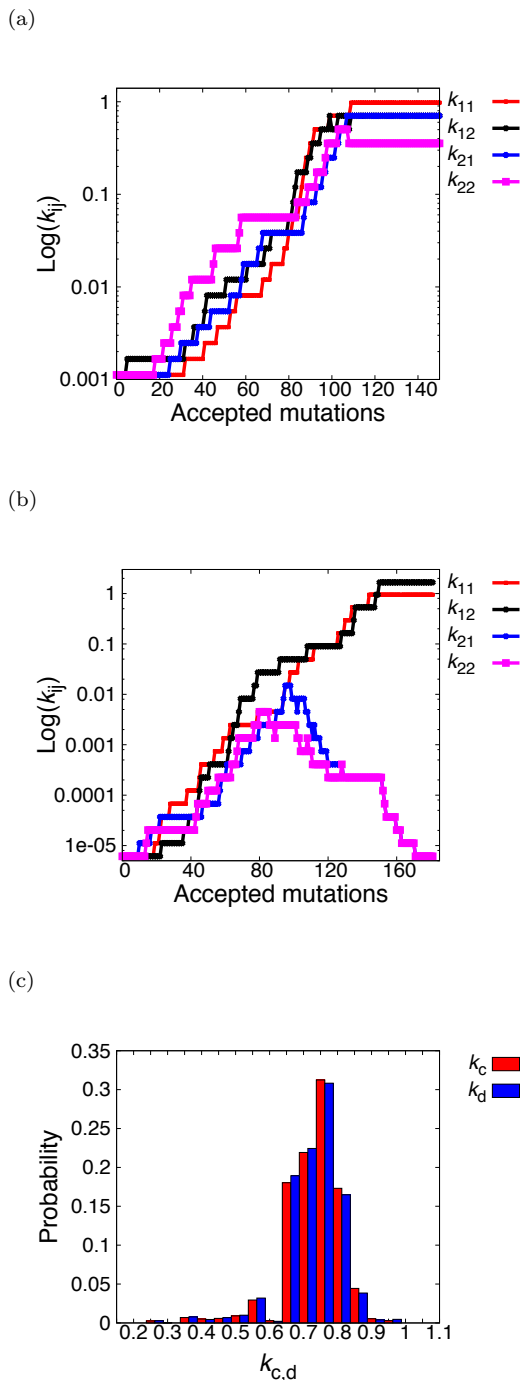 (a)
1
0.1
0.01
0.001
Log(kij)
0 20 40 60 80 100 120 140
Accepted mutations
k11
k12
k21
k22
(b)
1
0.1
0.01
0.001
0.0001
1e-05
Log(kij)
0 40 80 120 160
Accepted mutations
k11
k12
k21
k22
(c)
0.35
0.3
0.25
0.2
0.15
0.1
0.05
0
Probability
0.2 0.3 0.4 0.5 0.6 0.7 0.8 0.9 1 1.1
kc,d
kc
kd